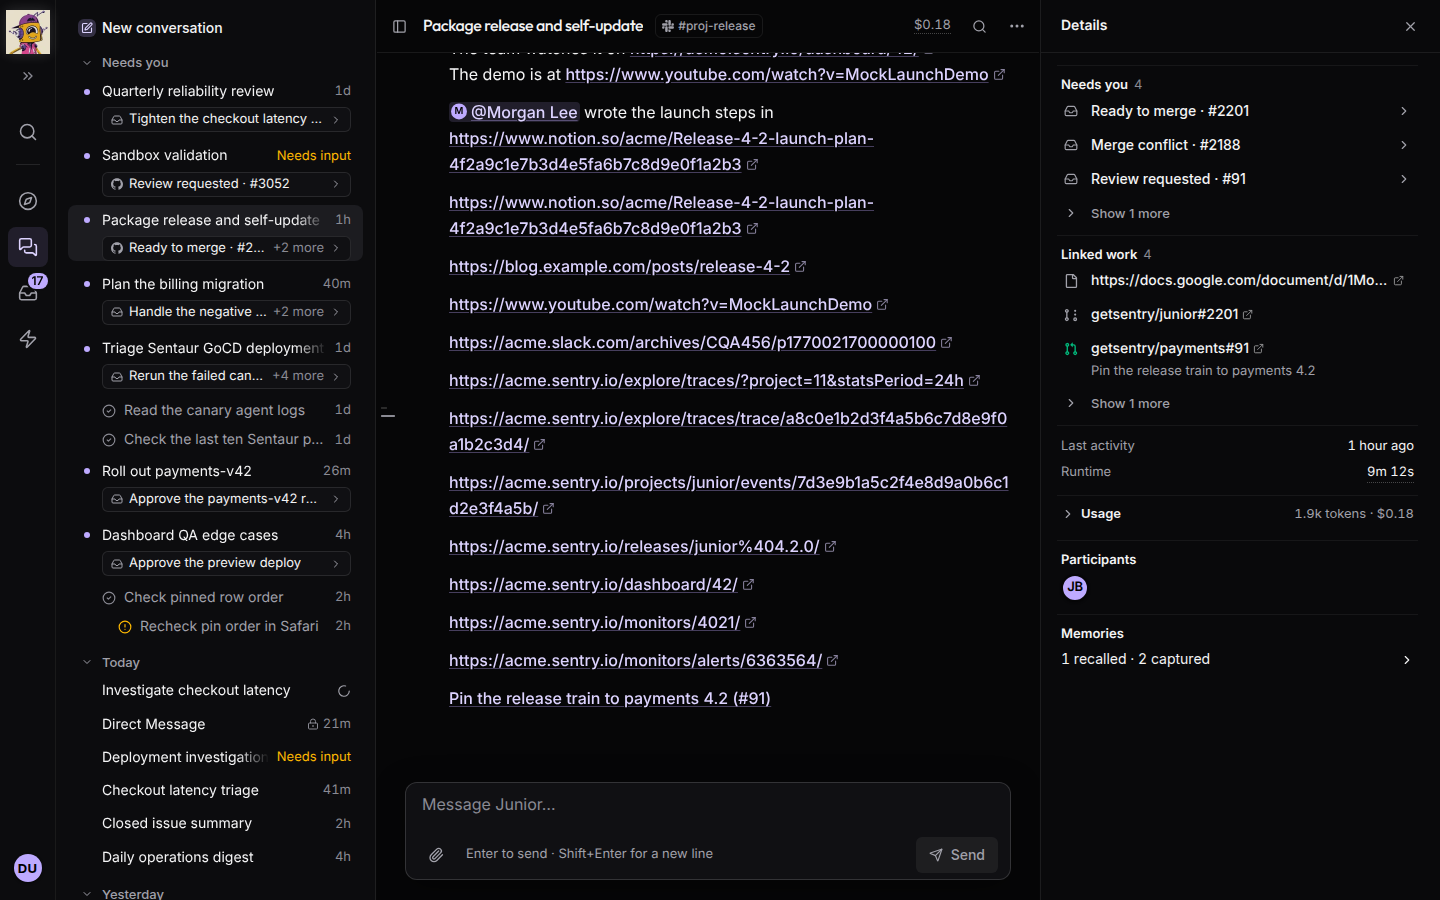 New conversation
Needs you
Quarterly reliability review 1d
Tighten the checkout latency ...
Sandbox validation Needs input
Review requested · #3052
Package release and self-update 1h
Ready to merge · #2... +2 more
Plan the billing migration 40m
Handle the negative ... +2 more
Triage Sentaur GoCD deployment 1d
Rerun the failed can... +4 more
Read the canary agent logs 1d
Check the last ten Sentaur p... 1d
Roll out payments-v42 26m
Approve the payments-v42 r...
Dashboard QA edge cases 4h
Approve the preview deploy
Check pinned row order 2h
Recheck pin order in Safari 2h
Today
Investigate checkout latency
Direct Message 21m
Deployment investigation Needs input
Checkout latency triage 41m
Closed issue summary 2h
Daily operations digest 4h
Yesterday
17
DU
Package release and self-update #proj-release $0.18
The demo is at https://www.youtube.com/watch?v=MockLaunchDemo
M @Morgan Lee wrote the launch steps in
https://www.notion.so/acme/Release-4-2-launch-plan-
4f2a9c1e7b3d4e5fa6b7c8d9e0f1a2b3
https://www.notion.so/acme/Release-4-2-launch-plan-
4f2a9c1e7b3d4e5fa6b7c8d9e0f1a2b3
https://blog.example.com/posts/release-4-2
https://www.youtube.com/watch?v=MockLaunchDemo
https://acme.slack.com/archives/CQA456/p1770021700000100
https://acme.sentry.io/explore/traces/?project=11&statsPeriod=24h
https://acme.sentry.io/explore/traces/trace/a8c0e1b2d3f4a5b6c7d8e9f0
a1b2c3d4/
https://acme.sentry.io/projects/junior/events/7d3e9b1a5c2f4e8d9a0b6c1
d2e3f4a5b/
https://acme.sentry.io/releases/junior%404.2.0/
https://acme.sentry.io/dashboard/42/
https://acme.sentry.io/monitors/4021/
https://acme.sentry.io/monitors/alerts/6363564/
Pin the release train to payments 4.2 (#91)
Message Junior...
Enter to send · Shift+Enter for a new line
Send
Details
Needs you 4
Ready to merge · #2201
Merge conflict · #2188
Review requested · #91
Show 1 more
Linked work 4
https://docs.google.com/document/d/1Mo...
getsentry/junior#2201
getsentry/payments#91
Pin the release train to payments 4.2
Show 1 more
Last activity 1 hour ago
Runtime 9m 12s
Usage 1.9k tokens · $0.18
Participants
JB
Memories
1 recalled · 2 captured